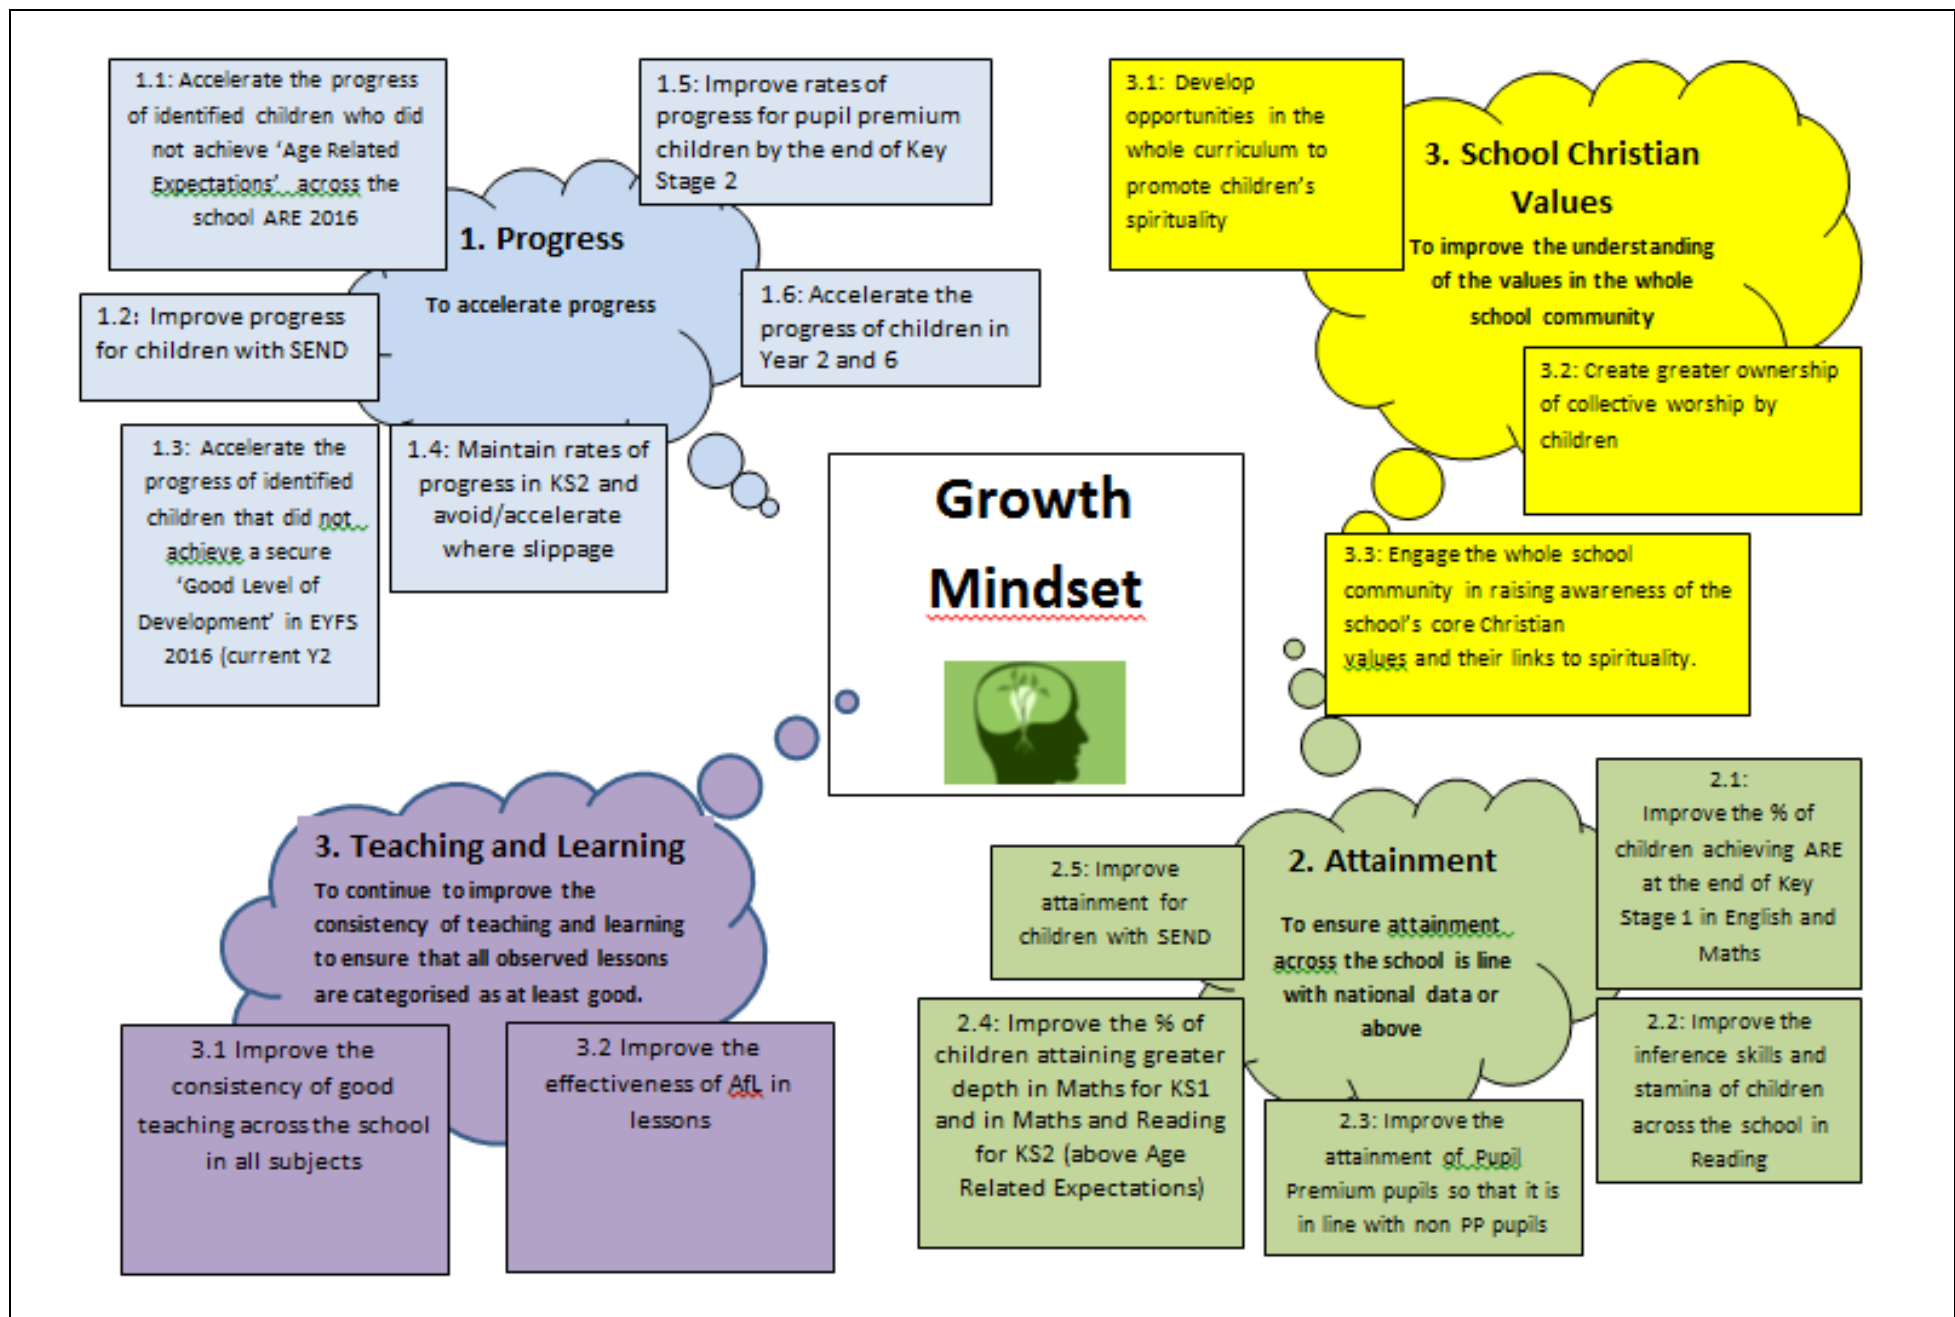 1.1: Accelerate the progress
of identified children who did
not achieve ‘Age Related
Expectations’ across the
school ARE 2016
1.5: Improve rates of
progress for pupil premium
children by the end of Key
Stage 2
1. Progress
To accelerate progress
1.2: Improve progress
for children with SEND
1.6: Accelerate the
progress of children in
Year 2 and 6
1.3: Accelerate the
progress of identified
children that did not
achieve a secure
‘Good Level of
Development’ in EYFS
2016 (current Y2
1.4: Maintain rates of
progress in KS2 and
avoid/accelerate
where slippage
3.1: Develop
opportunities in the
whole curriculum to
promote children’s
spirituality
3. School Christian
Values
To improve the understanding
of the values in the whole
school community
3.2: Create greater ownership
of collective worship by
children
3.3: Engage the whole school
community in raising awareness of the
school’s core Christian
values and their links to spirituality.
Growth
Mindset
3. Teaching and Learning
To continue to improve the
consistency of teaching and learning
to ensure that all observed lessons
are categorised as at least good.
3.1 Improve the
consistency of good
teaching across the school
in all subjects
3.2 Improve the
effectiveness of AfL in
lessons
2. Attainment
To ensure attainment
across the school is line
with national data or
above
2.1:
Improve the % of
children achieving ARE
at the end of Key
Stage 1 in English and
Maths
2.5: Improve
attainment for
children with SEND
2.4: Improve the % of
children attaining greater
depth in Maths for KS1
and in Maths and Reading
for KS2 (above Age
Related Expectations)
2.3: Improve the
attainment of Pupil
Premium pupils so that it is
in line with non PP pupils
2.2: Improve the
inference skills and
stamina of children
across the school in
Reading